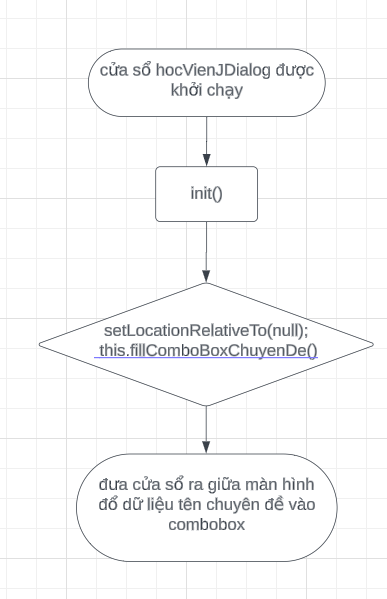 cửa sổ hocVienJDialog được
khởi chạy
init()
setLocationRelativeTo(null);
this.fillComboBoxChuyenDe()
đưa cửa sổ ra giữa màn hình
đổ dữ liệu tên chuyên đề vào
combobox